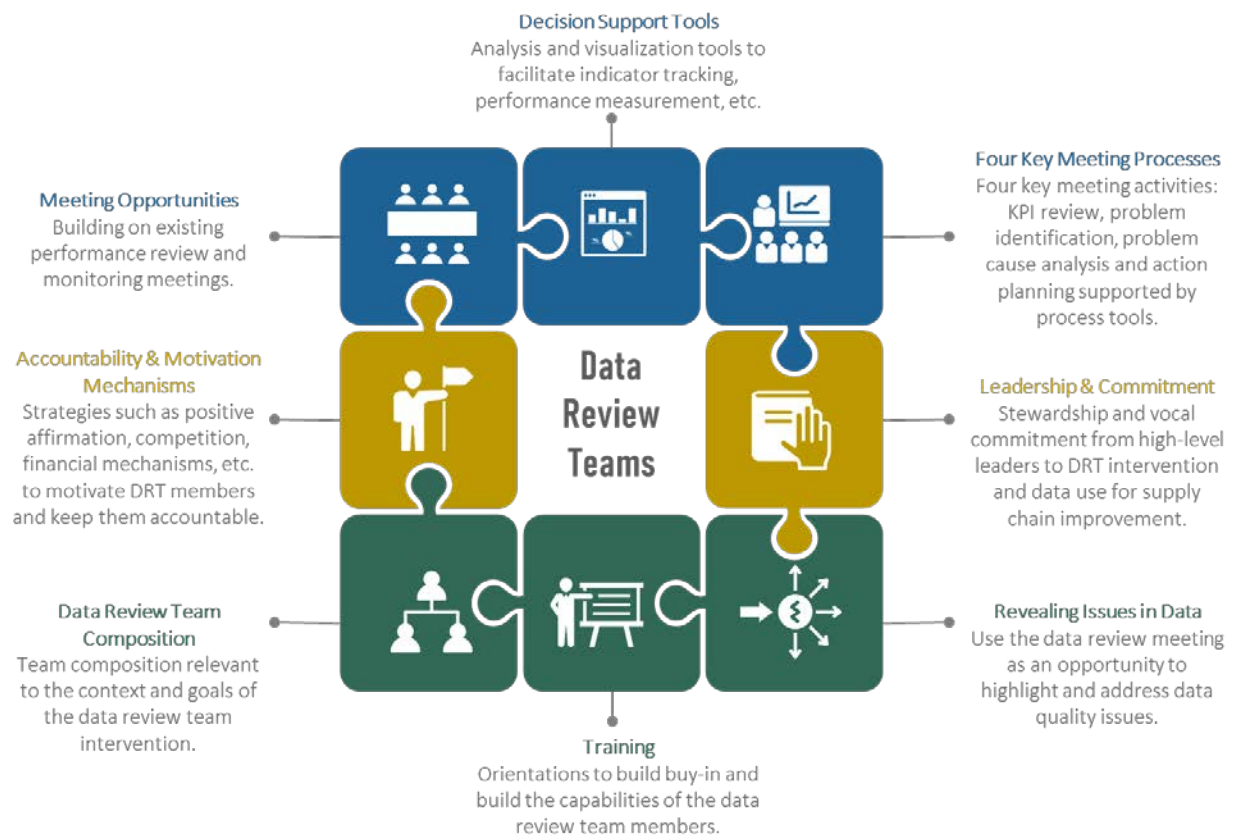 Decision Support Tools
Analysis and visualization tools to
facilitate indicator tracking,
performance measurement, etc.
Meeting Opportunities
Building on existing
performance review and
monitoring meetings.
Four Key Meeting Processes
Four key meeting activities:
KPI review, problem
identification, problem
cause analysis and action
planning supported by
process tools.
Accountability & Motivation
Mechanisms
Strategies such as positive
affirmation, competition,
financial mechanisms, etc.
to motivate DRT members
and keep them accountable.
Data
Review
Teams
Leadership & Commitment
Stewardship and vocal
commitment from high-level
leaders to DRT intervention
and data use for supply
chain improvement.
Data Review Team
Composition
Team composition relevant
to the context and goals of
the data review team
intervention.
Training
Orientations to build buy-in and
build the capabilities of the data
review team members.
Revealing Issues in Data
Use the data review meeting
as an opportunity to
highlight and address data
quality issues.